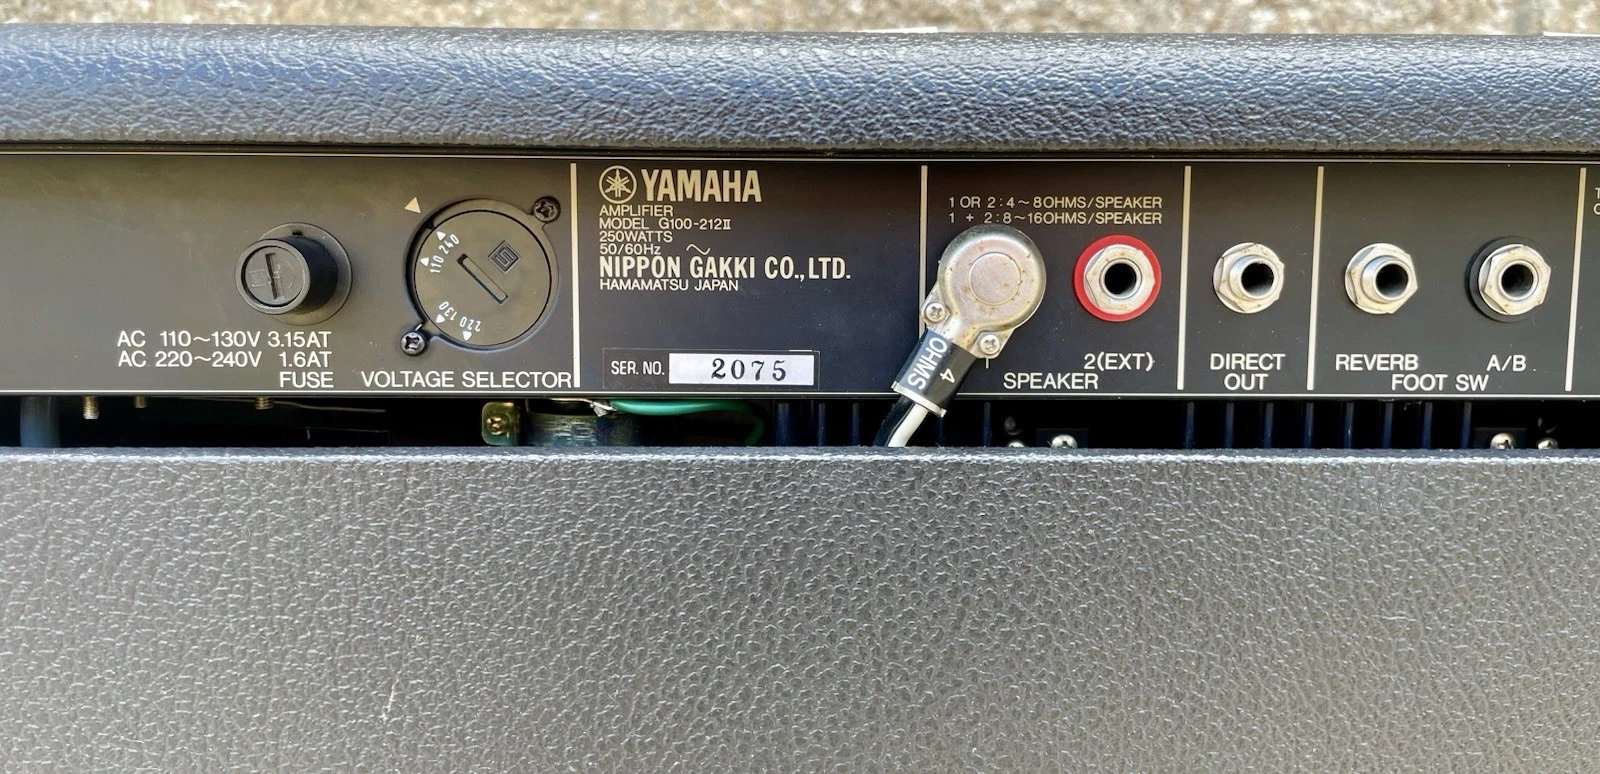 AC 110~130V 3.15AT
AC 220~240V 1.6AT
FUSE
110 240
220 130
VOLTAGE SELECTOR
YAMAHA
AMPLIFIER
MODEL G100-212II
250WATTS
50/60Hz ~
NIPPON GAKKI CO., LTD.
HAMAMATSU JAPAN
SER. NO. 2075
1 OR 2:4~8OHMS/SPEAKER
1 + 2:8~16OHMS/SPEAKER
4 OHMS
2(EXT)
SPEAKER
DIRECT
OUT
REVERB A/B
FOOT SW